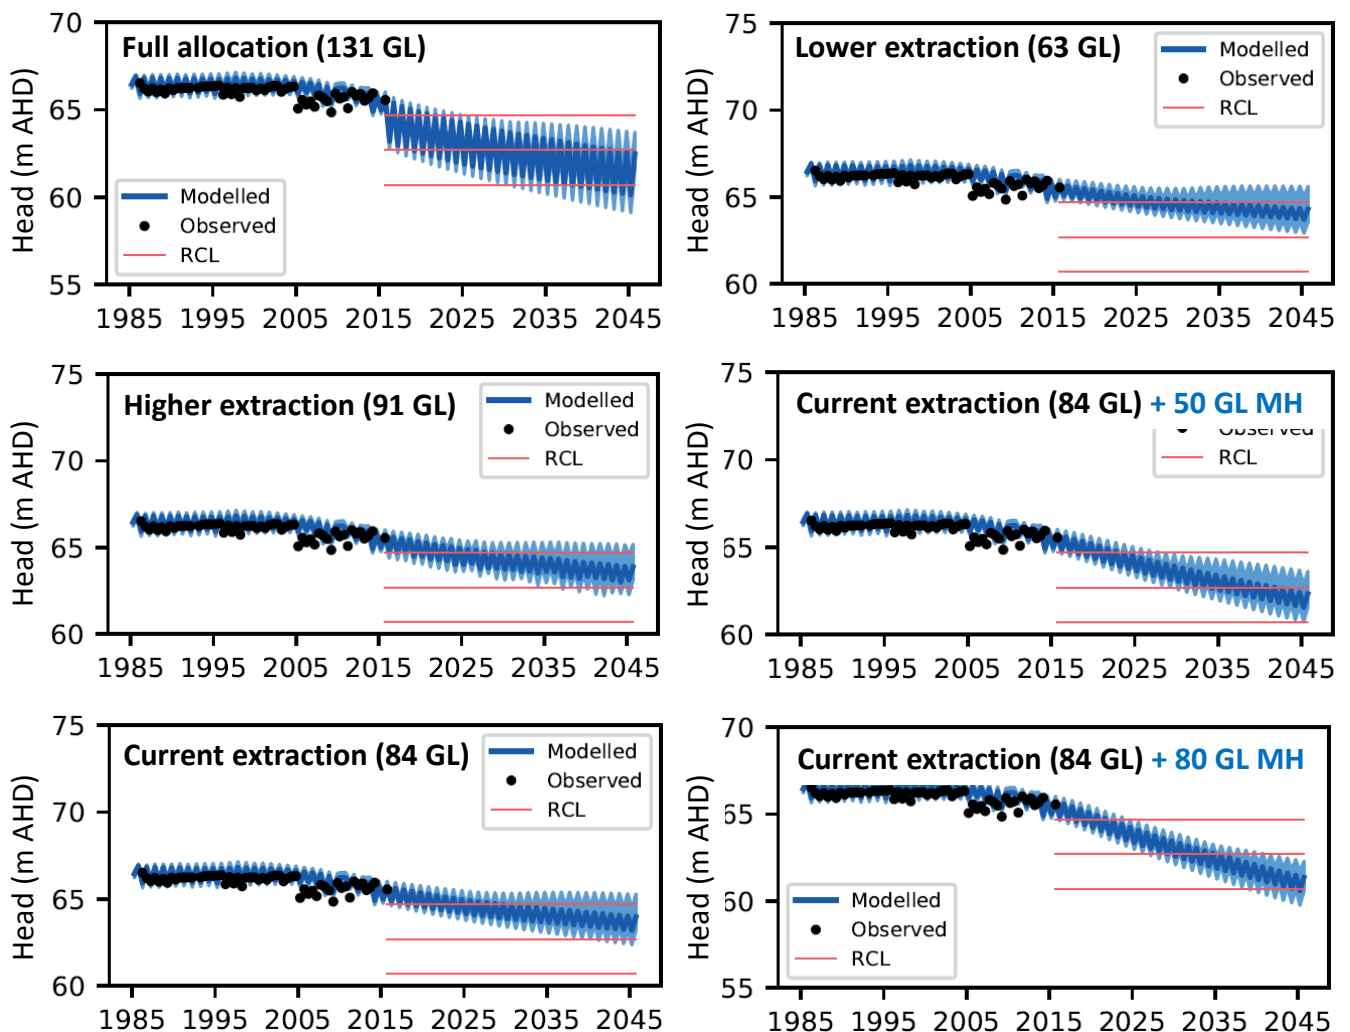 Full allocation (131 GL)
Head (m AHD)
70
65
60
55
Modelled
Observed
RCL
1985 1995 2005 2015 2025 2035 2045
Lower extraction (63 GL)
Head (m AHD)
75
70
65
60
Modelled
Observed
RCL
1985 1995 2005 2015 2025 2035 2045
Higher extraction (91 GL)
Head (m AHD)
75
70
65
60
Modelled
Observed
RCL
1985 1995 2005 2015 2025 2035 2045
Current extraction (84 GL) + 50 GL MH
Head (m AHD)
75
70
65
60
Observed
RCL
1985 1995 2005 2015 2025 2035 2045
Current extraction (84 GL)
Head (m AHD)
75
70
65
60
Modelled
Observed
RCL
1985 1995 2005 2015 2025 2035 2045
Current extraction (84 GL) + 80 GL MH
Head (m AHD)
70
65
60
55
Modelled
Observed
RCL
1985 1995 2005 2015 2025 2035 2045